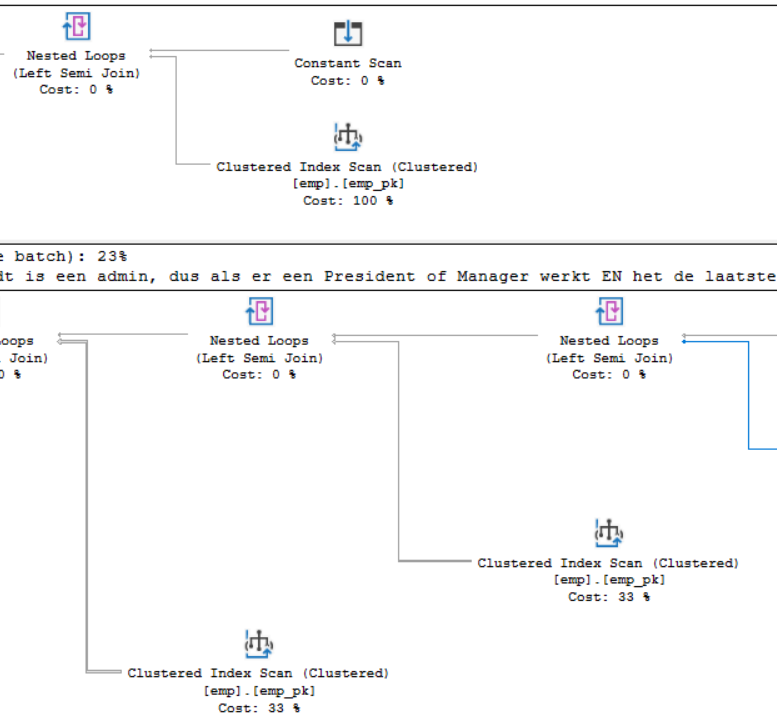 Nested Loops
(Left Semi Join)
Cost: 0 %
Constant Scan
Cost: 0 %
Clustered Index Scan (Clustered)
[emp].[emp_pk]
Cost: 100 %
batch): 23%
is een admin, dus als er een President of Manager werkt EN het de laatste
Join)
%
Nested Loops
(Left Semi Join)
Cost: 0 %
Nested Loops
(Left Semi Join)
Cost: 0 %
Clustered Index Scan (Clustered)
[emp].[emp_pk]
Cost: 33 %
Clustered Index Scan (Clustered)
[emp].[emp_pk]
Cost: 33 %